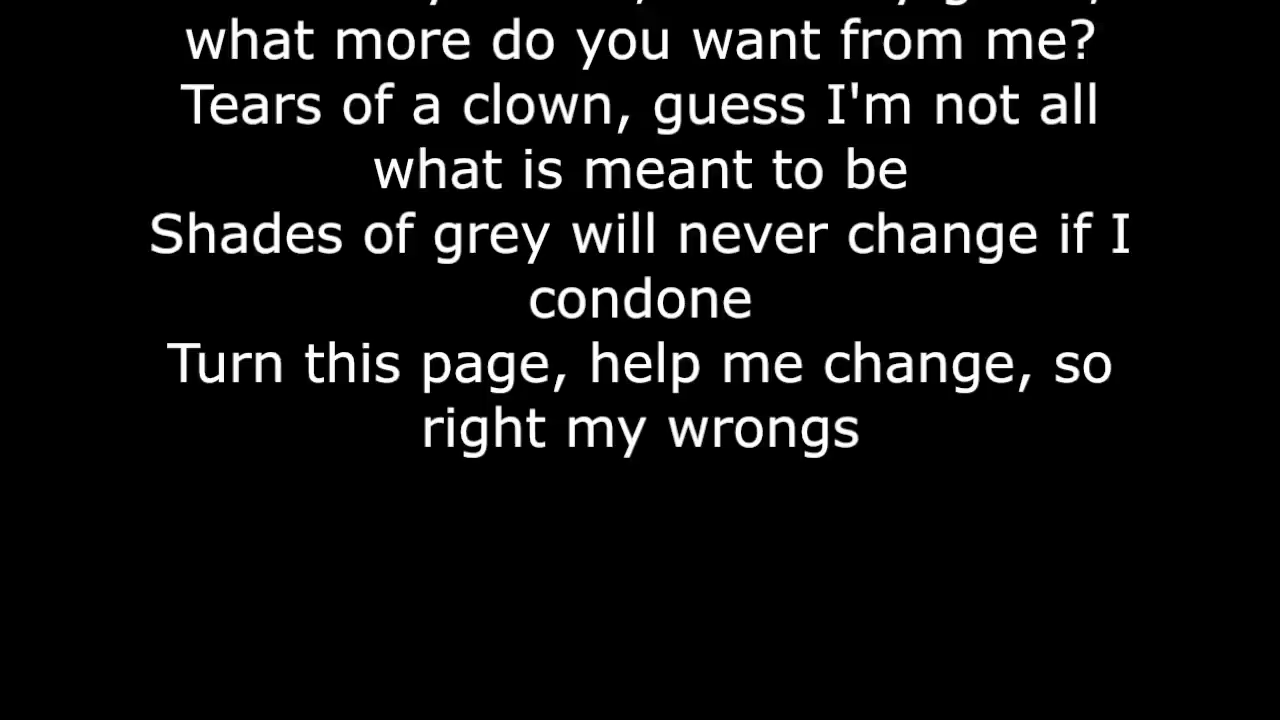 what more do you want from me?
Tears of a clown, guess I'm not all
what is meant to be
Shades of grey will never change if I
condone
Turn this page, help me change, so
right my wrongs